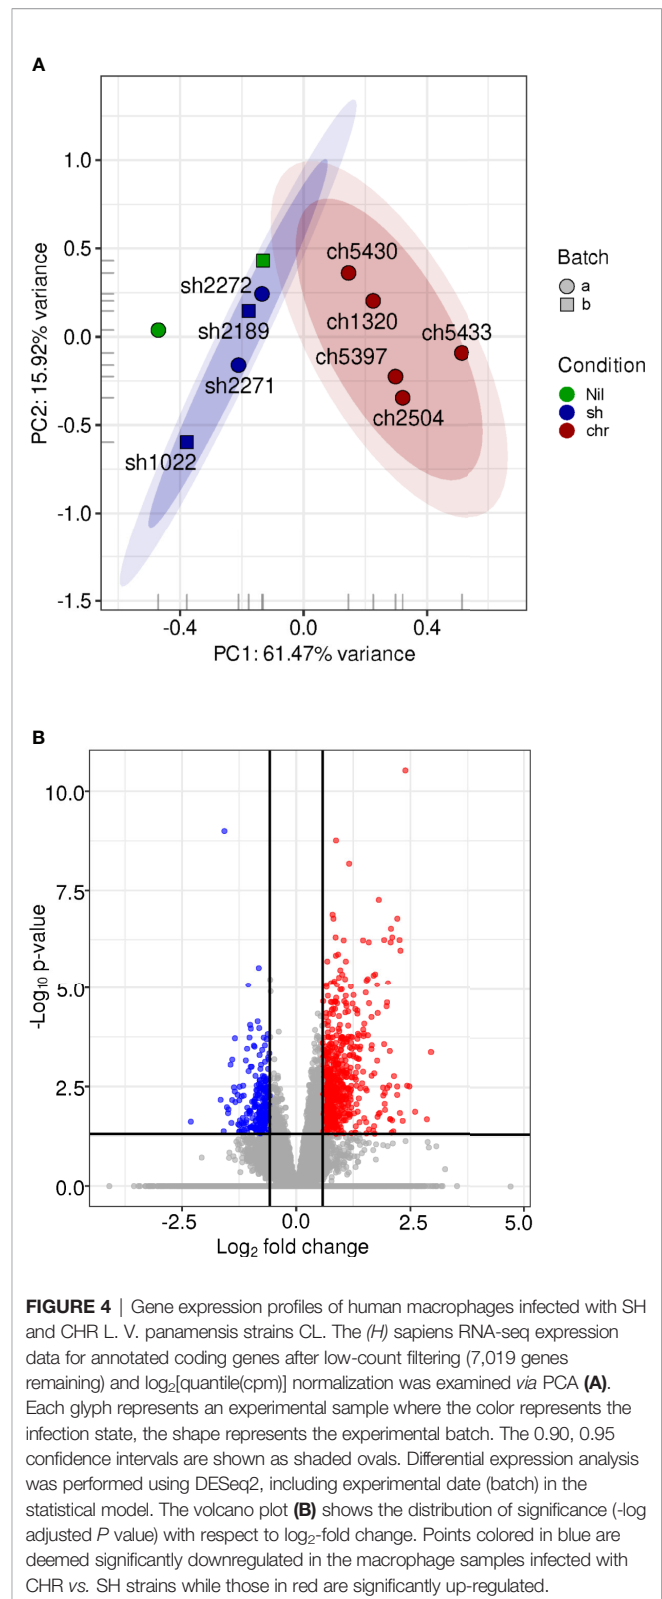 A
1.0
0.5
0.0
-0.5
-1.0
-1.5
PC2: 15.92% variance
ch5430
sh2272
ch1320
sh2189
ch5433
ch5397
sh2271
ch2504
sh1022
-0.4
0.0
0.4
PC1: 61.47% variance
Batch
a
b
Condition
Nil
sh
chr
B
10.0
7.5
5.0
2.5
0.0
-Log₁₀ p-value
-2.5
0.0
2.5
5.0
Log₂ fold change
FIGURE 4 | Gene expression profiles of human macrophages infected with SH
and CHR L. V. panamensis strains CL. The (H) sapiens RNA-seq expression
data for annotated coding genes after low-count filtering (7,019 genes
remaining) and log₂[quantile(cpm)] normalization was examined via PCA (A).
Each glyph represents an experimental sample where the color represents the
infection state, the shape represents the experimental batch. The 0.90, 0.95
confidence intervals are shown as shaded ovals. Differential expression analysis
was performed using DESeq2, including experimental date (batch) in the
statistical model. The volcano plot (B) shows the distribution of significance (-log
adjusted P value) with respect to log₂-fold change. Points colored in blue are
deemed significantly downregulated in the macrophage samples infected with
CHR vs. SH strains while those in red are significantly up-regulated.